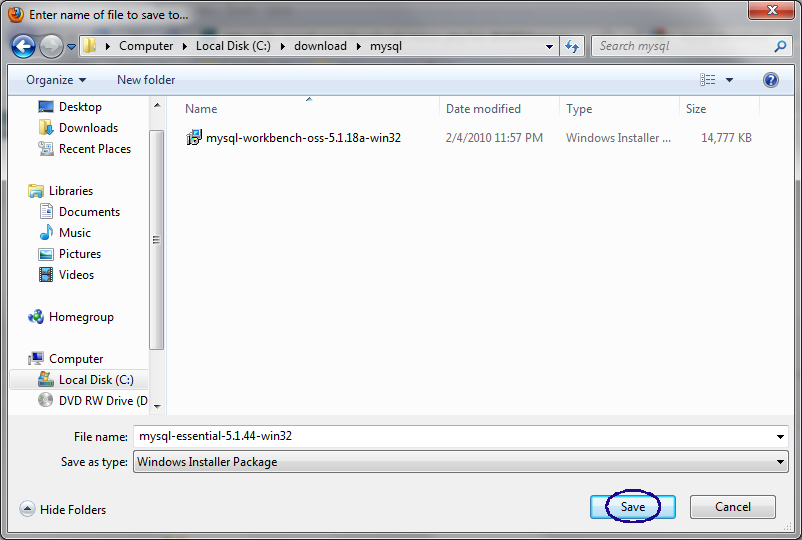 Enter name of file to save to...
Computer Local Disk (C:) download mysql
Search mysql
Organize New folder
Name Date modified Type Size
mysql-workbench-oss-5.1.18a-win32 2/4/2010 11:57 PM Windows Installer ... 14,777 KB
Desktop
Downloads
Recent Places
Libraries
Documents
Music
Pictures
Videos
Homegroup
Computer
Local Disk (C:)
DVD RW Drive (D
File name: mysql-essential-5.1.44-win32
Save as type: Windows Installer Package
Hide Folders Save Cancel